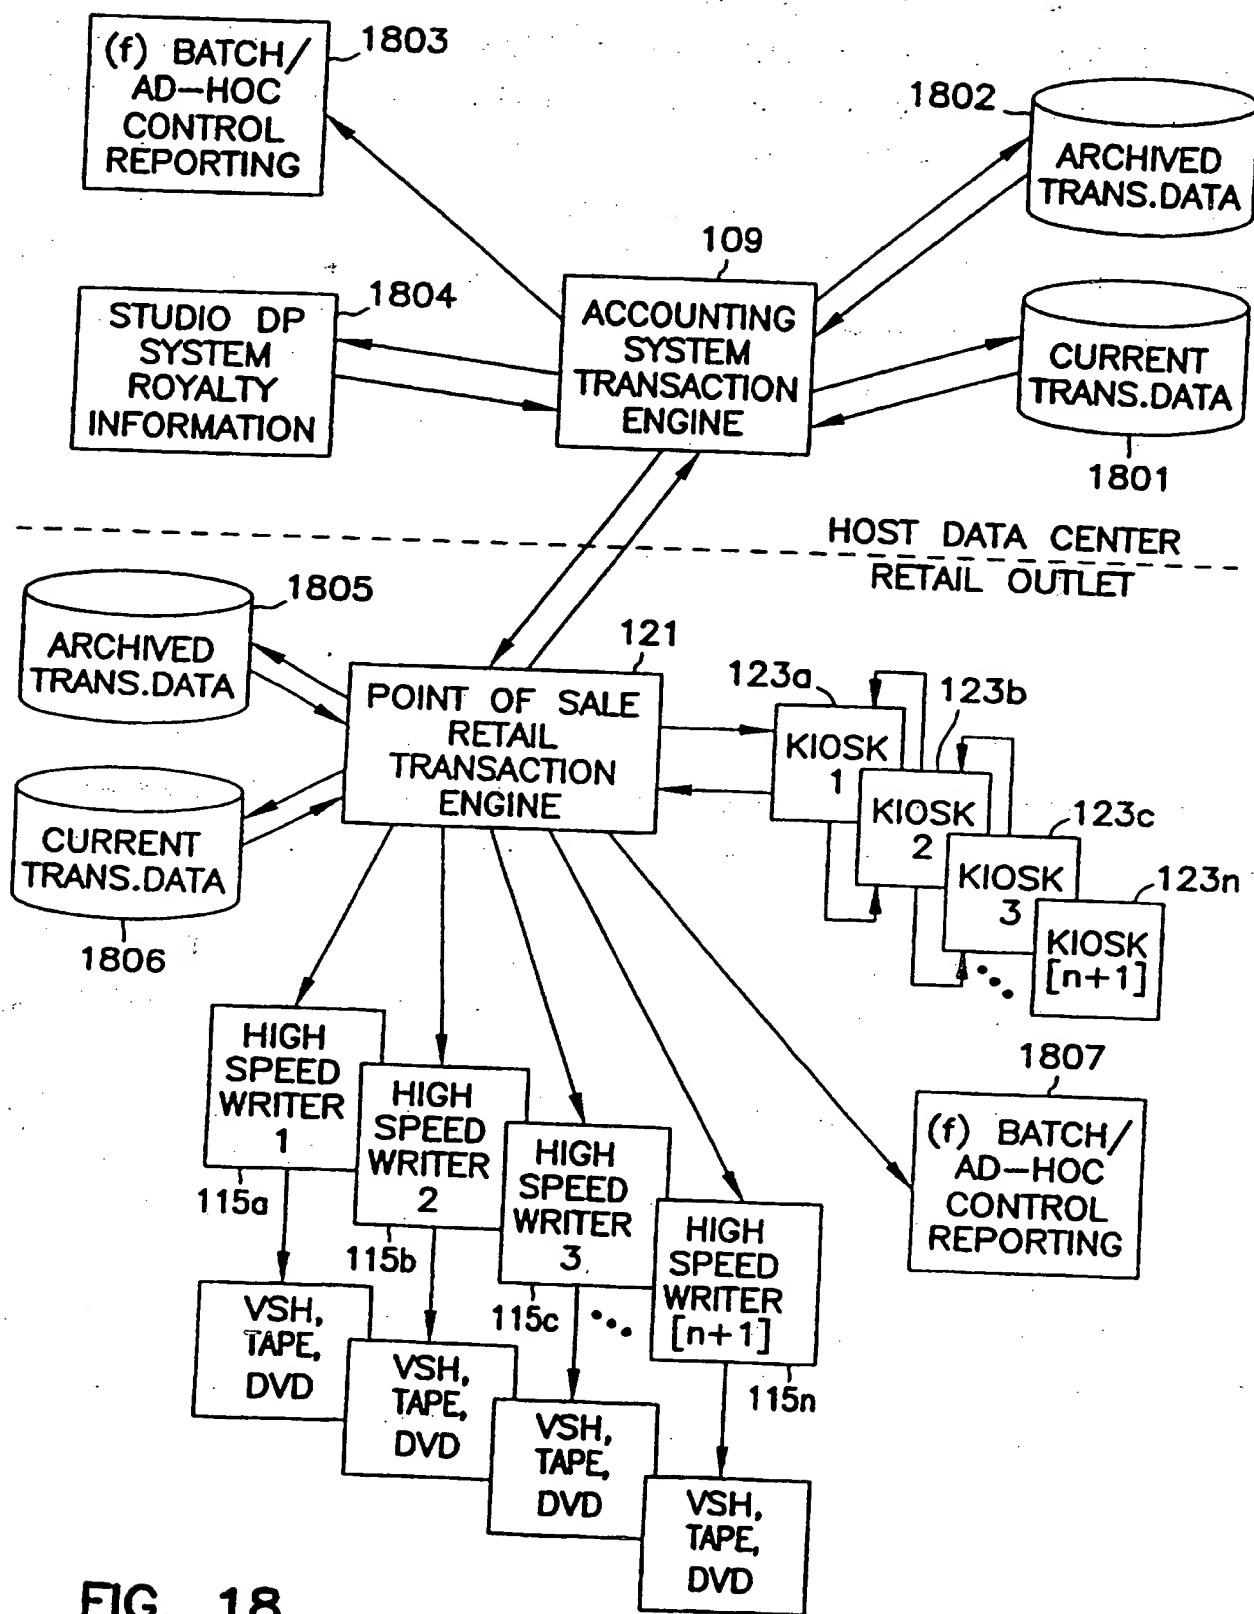 (f) BATCH/
AD-HOC
CONTROL
REPORTING
1803
1802
ARCHIVED
TRANS.DATA
109
ACCOUNTING
SYSTEM
TRANSACTION
ENGINE
1804
STUDIO DP
SYSTEM
ROYALTY
INFORMATION
CURRENT
TRANS.DATA
1801
HOST DATA CENTER
RETAIL OUTLET
1805
ARCHIVED
TRANS.DATA
121
POINT OF SALE
RETAIL
TRANSACTION
ENGINE
CURRENT
TRANS.DATA
1806
123a
KIOSK
1
123b
KIOSK
2
123c
KIOSK
3
123n
KIOSK
[n+1]
HIGH
SPEED
WRITER
1
115a
HIGH
SPEED
WRITER
2
115b
HIGH
SPEED
WRITER
3
115c
HIGH
SPEED
WRITER
[n+1]
115n
1807
(f) BATCH/
AD-HOC
CONTROL
REPORTING
VSH,
TAPE,
DVD
VSH,
TAPE,
DVD
VSH,
TAPE,
DVD
VSH,
TAPE,
DVD
FIG. 18